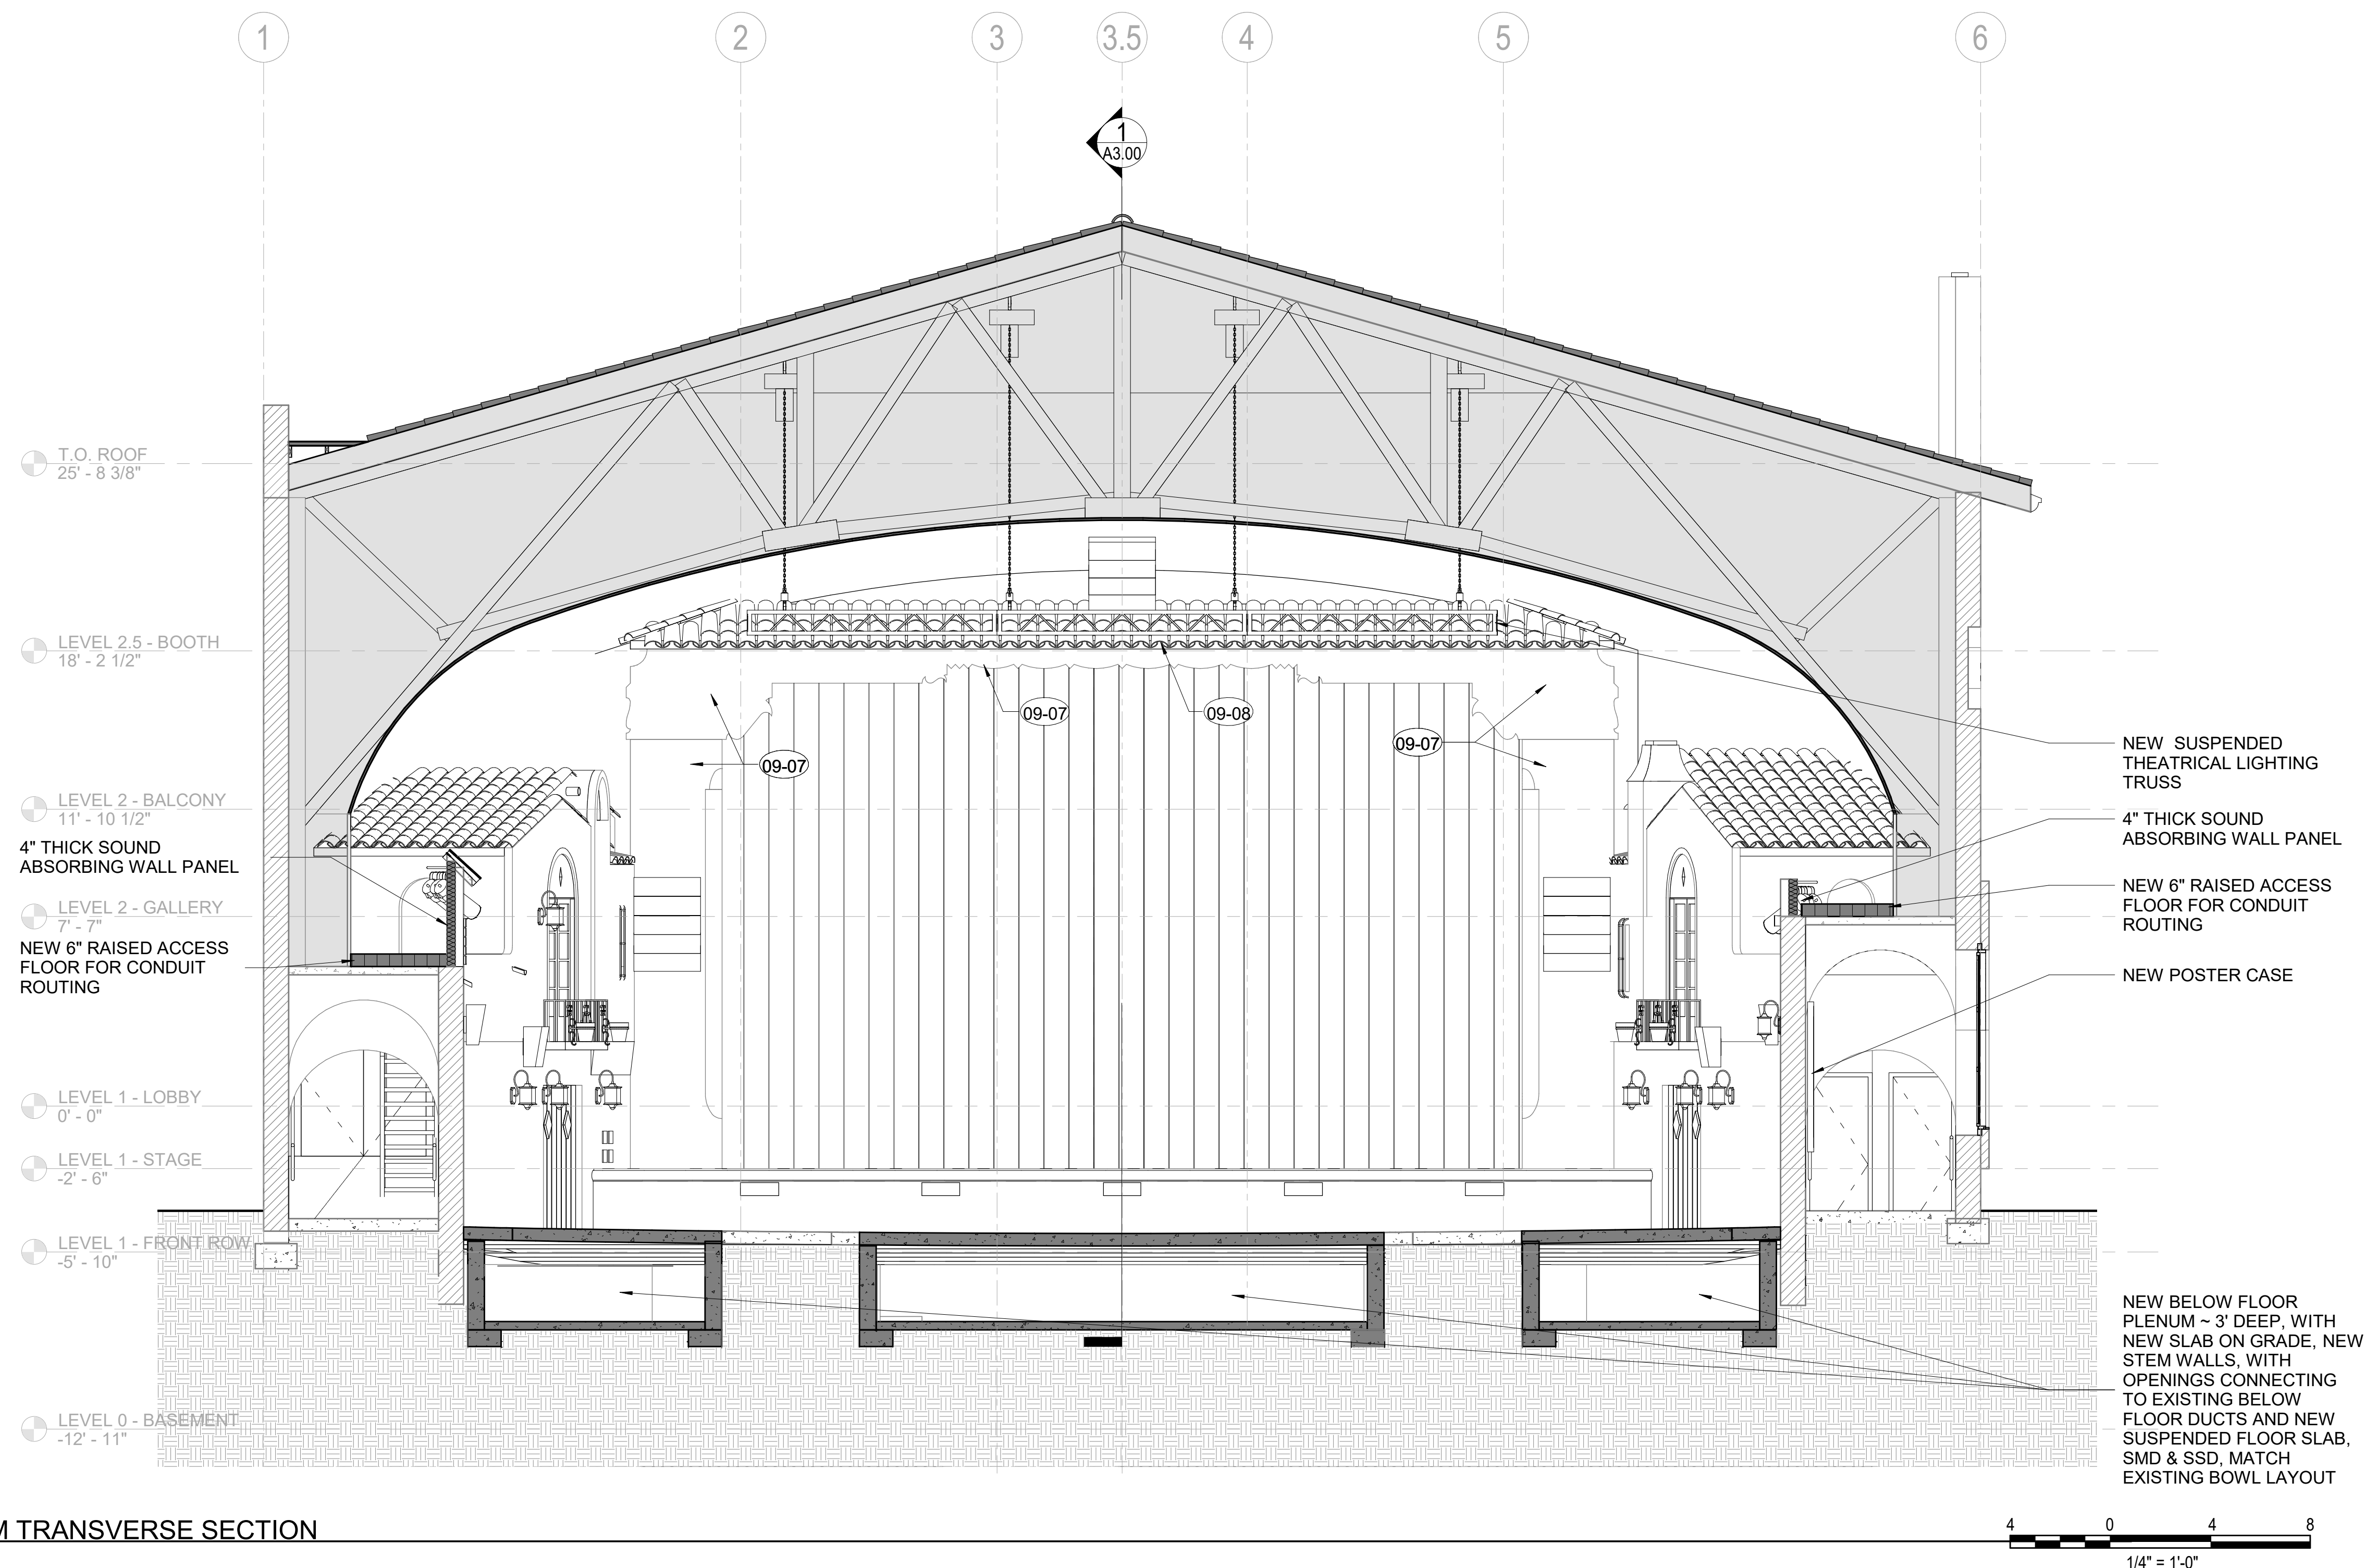 1
2
3
3.5
4
5
6
1
A3.00
T.O. ROOF
25' - 8 3/8"
LEVEL 2.5 - BOOTH
18' - 2 1/2"
LEVEL 2 - BALCONY
11' - 10 1/2"
4" THICK SOUND
ABSORBING WALL PANEL
LEVEL 2 - GALLERY
7' - 7"
NEW 6" RAISED ACCESS
FLOOR FOR CONDUIT
ROUTING
LEVEL 1 - LOBBY
0' - 0"
LEVEL 1 - STAGE
-2' - 6"
LEVEL 1 - FRONT ROW
-5' - 10"
LEVEL 0 - BASEMENT
-12' - 11"
09-07
09-08
09-07
09-07
NEW SUSPENDED
THEATRICAL LIGHTING
TRUSS
4" THICK SOUND
ABSORBING WALL PANEL
NEW 6" RAISED ACCESS
FLOOR FOR CONDUIT
ROUTING
NEW POSTER CASE
NEW BELOW FLOOR
PLENUM ~ 3' DEEP, WITH
NEW SLAB ON GRADE, NEW
STEM WALLS, WITH
OPENINGS CONNECTING
TO EXISTING BELOW
FLOOR DUCTS AND NEW
SUSPENDED FLOOR SLAB,
SMD & SSD, MATCH
EXISTING BOWL LAYOUT
M TRANSVERSE SECTION
4 0 4 8
1/4" = 1'-0"